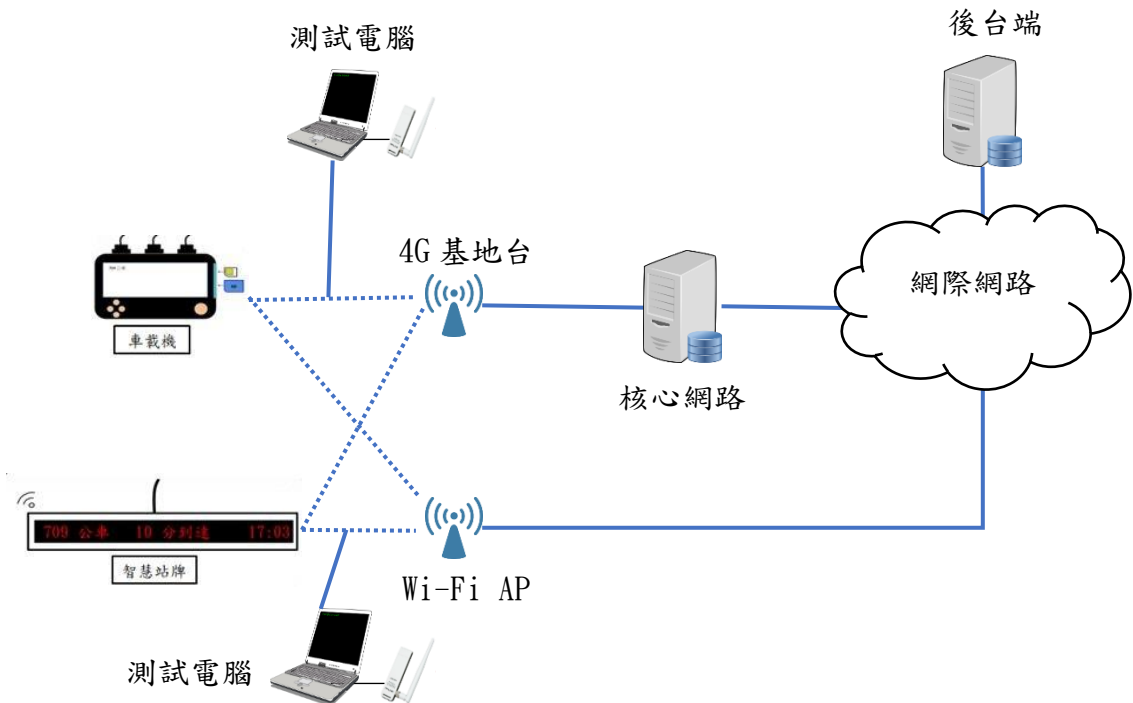 測試電腦
後台端
4G 基地台
網際網路
車載機
核心網路
709 公車 10 分到達 17:03
智慧站牌
Wi-Fi AP
測試電腦